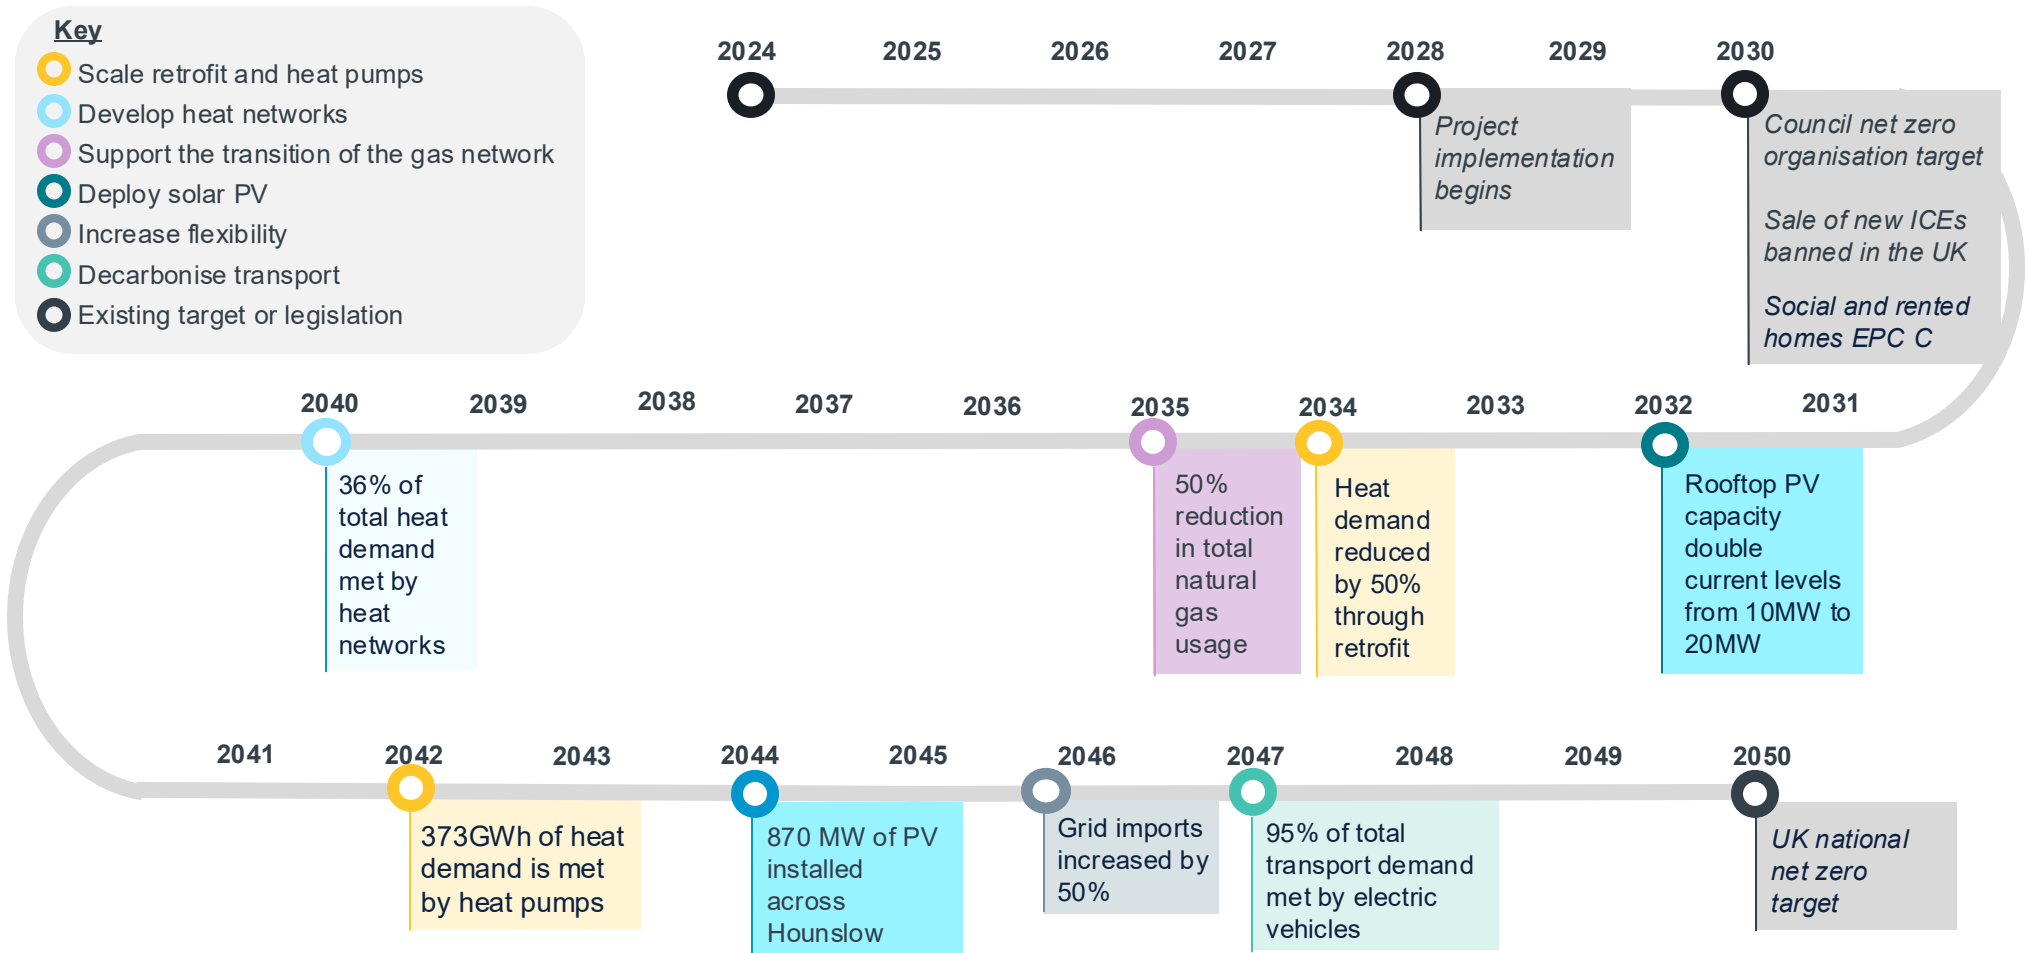 Key
Scale retrofit and heat pumps
Develop heat networks
Support the transition of the gas network
Deploy solar PV
Increase flexibility
Decarbonise transport
Existing target or legislation
2024 2025 2026 2027 2028 2029 2030
Project
implementation
begins
Council net zero
organisation target
Sale of new ICEs
banned in the UK
Social and rented
homes EPC C
2040 2039 2038 2037 2036 2035 2034 2033 2032 2031
36% of
total heat
demand
met by
heat
networks
50%
reduction
in total
natural
gas
usage
Heat
demand
reduced
by 50%
through
retrofit
Rooftop PV
capacity
double
current levels
from 10MW to
20MW
2041 2042 2043 2044 2045 2046 2047 2048 2049 2050
373GWh of heat
demand is met
by heat pumps
870 MW of PV
installed
across
Hounslow
Grid imports
increased by
50%
95% of total
transport demand
met by electric
vehicles
UK national
net zero
target